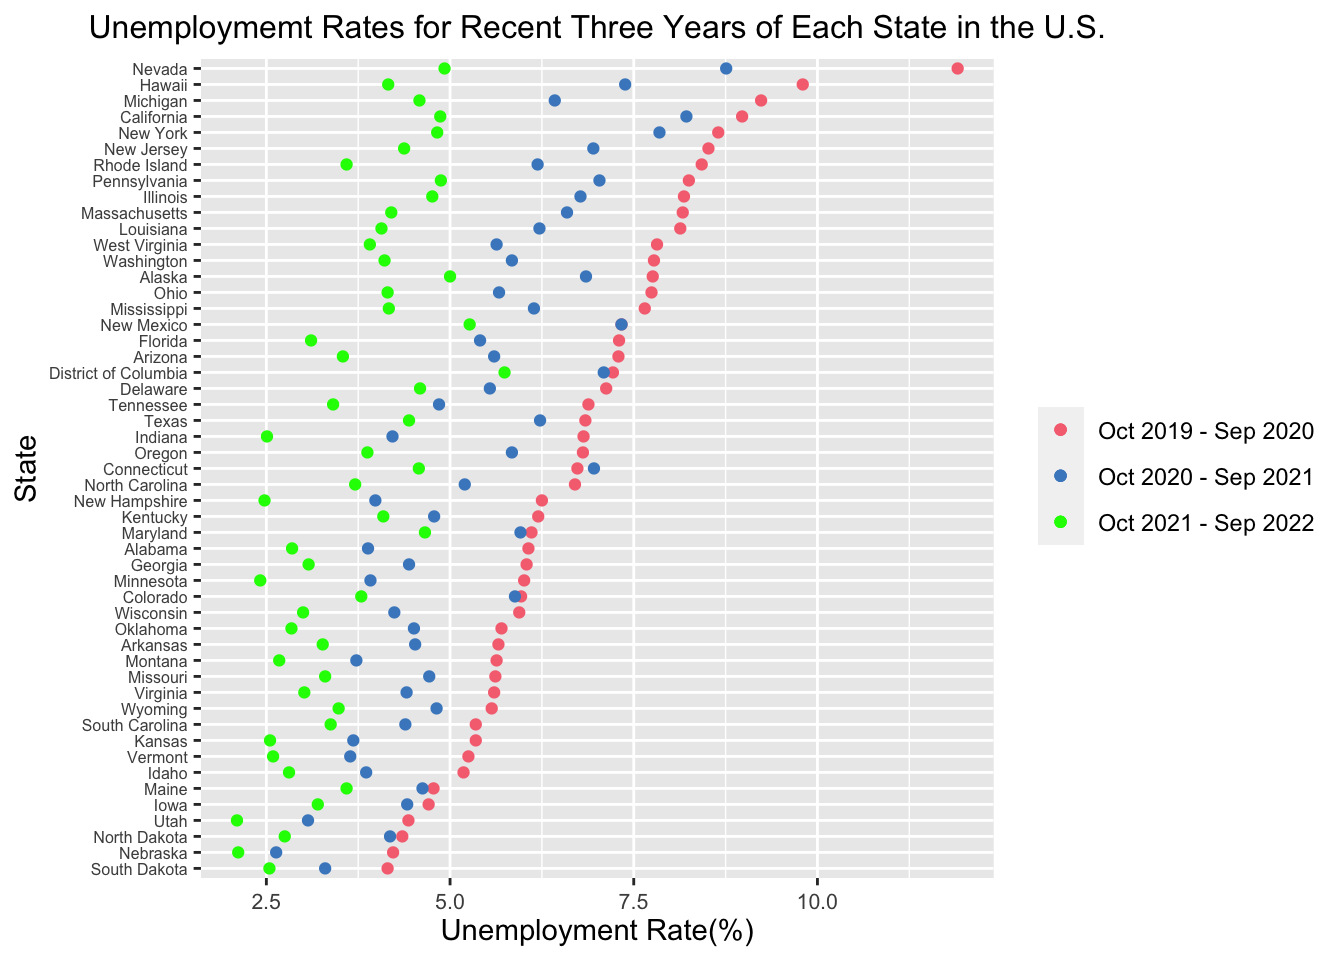 Unemploymemt Rates for Recent Three Years of Each State in the U.S.
Nevada
Hawaii
Michigan
California
New York
New Jersey
Rhode Island
Pennsylvania
Illinois
Massachusetts
Louisiana
West Virginia
Washington
Alaska
Ohio
Mississippi
New Mexico
Florida
Arizona
District of Columbia
Delaware
Tennessee
Texas
Indiana
Oregon
Connecticut
North Carolina
New Hampshire
Kentucky
Maryland
Alabama
Georgia
Minnesota
Colorado
Wisconsin
Oklahoma
Arkansas
Montana
Missouri
Virginia
Wyoming
South Carolina
Kansas
Vermont
Idaho
Maine
Iowa
Utah
North Dakota
Nebraska
South Dakota
State
2.5 5.0 7.5 10.0
Unemployment Rate(%)
Oct 2019 - Sep 2020
Oct 2020 - Sep 2021
Oct 2021 - Sep 2022